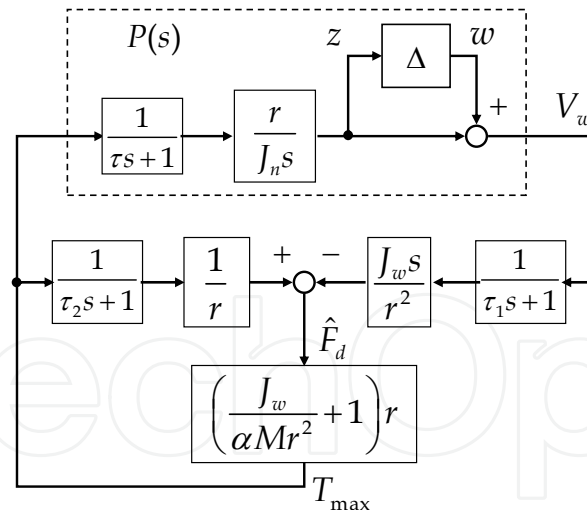 P(s) z Δ w +
1/(τs+1) r/(J_n s) V_w
1/(τ_2 s+1) 1/r + − J_w s/r^2 1/(τ_1 s+1)
F̂_d
(J_w/(αMr^2)+1)r
T_max
echOp